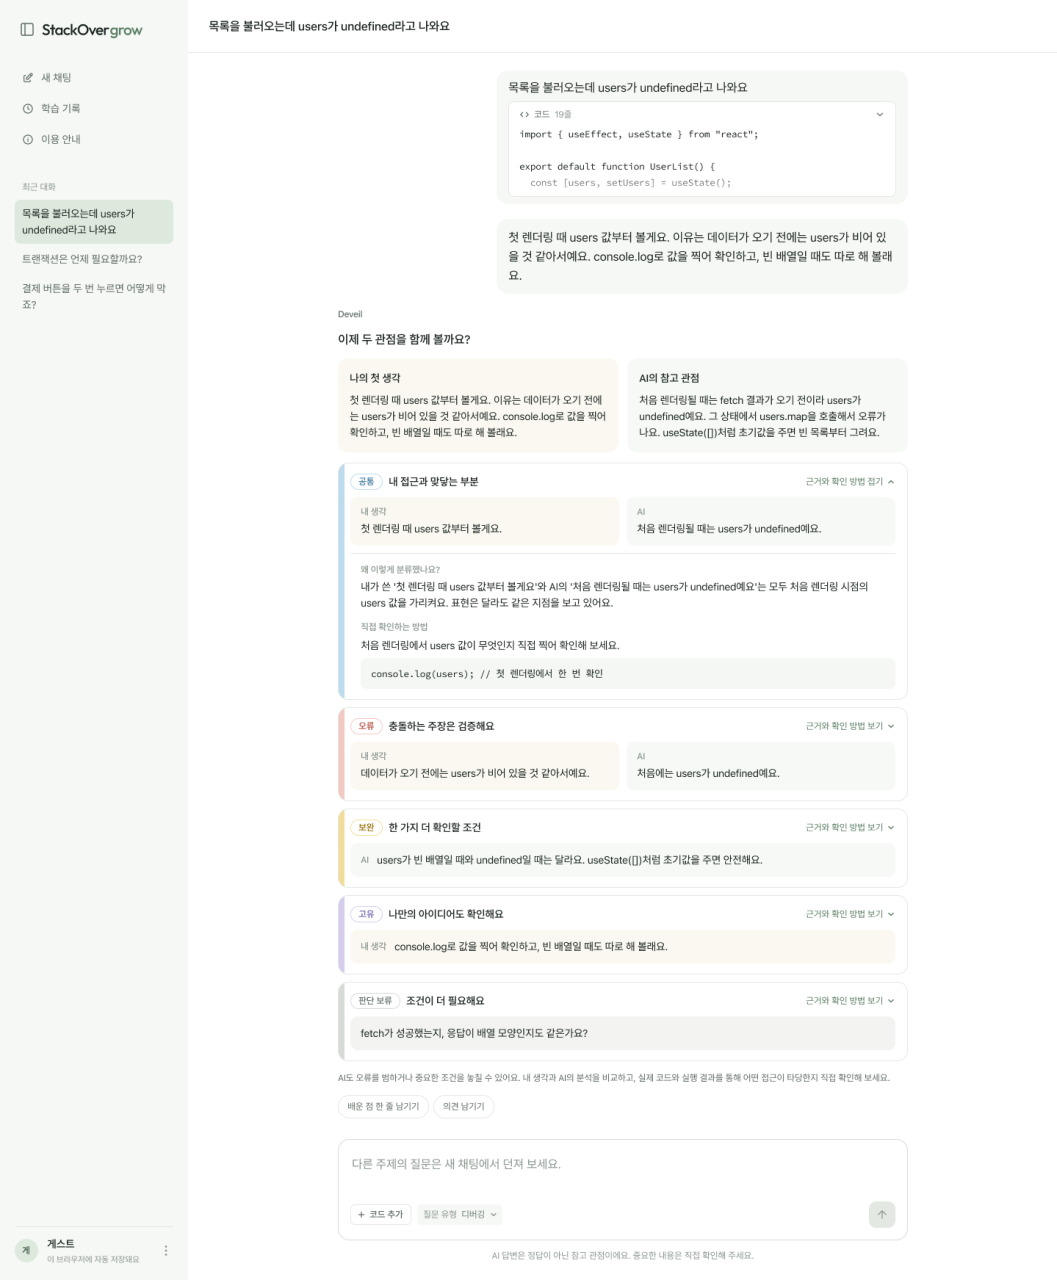 StackOvergrow
새 채팅
학습 기록
이용 안내
최근 대화
목록을 불러오는데 users가
undefined라고 나와요
트랜잭션은 언제 필요할까요?
결제 버튼을 두 번 누르면 어떻게 막
죠?
게
게스트
이 브라우저에 자동 저장돼요
목록을 불러오는데 users가 undefined라고 나와요
목록을 불러오는데 users가 undefined라고 나와요
<> 코드 19줄
import { useEffect, useState } from "react";
export default function UserList() {
const [users, setUsers] = useState();
첫 렌더링 때 users 값부터 볼게요. 이유는 데이터가 오기 전에는 users가 비어 있
을 것 같아서예요. console.log로 값을 찍어 확인하고, 빈 배열일 때도 따로 해 볼래
요.
Deveil
이제 두 관점을 함께 볼까요?
나의 첫 생각
첫 렌더링 때 users 값부터 볼게요. 이유는 데이터가 오기 전에
는 users가 비어 있을 것 같아서예요. console.log로 값을 찍어
확인하고, 빈 배열일 때도 따로 해 볼래요.
AI의 참고 관점
처음 렌더링될 때는 fetch 결과가 오기 전이라 users가
undefined예요. 그 상태에서 users.map을 호출해서 오류가
나요. useState([])처럼 초기값을 주면 빈 목록부터 그려요.
공통 내 접근과 맞닿는 부분 근거와 확인 방법 접기
내 생각
첫 렌더링 때 users 값부터 볼게요.
AI
처음 렌더링될 때는 users가 undefined예요.
왜 이렇게 분류했나요?
내가 쓴 '첫 렌더링 때 users 값부터 볼게요'와 AI의 '처음 렌더링될 때는 users가 undefined예요'는 모두 처음 렌더링 시점의
users 값을 가리켜요. 표현은 달라도 같은 지점을 보고 있어요.
직접 확인하는 방법
처음 렌더링에서 users 값이 무엇인지 직접 찍어 확인해 보세요.
console.log(users); // 첫 렌더링에서 한 번 확인
오류 충돌하는 주장은 검증해요 근거와 확인 방법 보기
내 생각
데이터가 오기 전에는 users가 비어 있을 것 같아서예요.
AI
처음에는 users가 undefined예요.
보완 한 가지 더 확인할 조건 근거와 확인 방법 보기
AI users가 빈 배열일 때와 undefined일 때는 달라요. useState([])처럼 초기값을 주면 안전해요.
고유 나만의 아이디어도 확인해요 근거와 확인 방법 보기
내 생각 console.log로 값을 찍어 확인하고, 빈 배열일 때도 따로 해 볼래요.
판단 보류 조건이 더 필요해요 근거와 확인 방법 보기
fetch가 성공했는지, 응답이 배열 모양인지도 같은가요?
AI도 오류를 범하거나 중요한 조건을 놓칠 수 있어요. 내 생각과 AI의 분석을 비교하고, 실제 코드와 실행 결과를 통해 어떤 접근이 타당한지 직접 확인해 보세요.
배운 점 한 줄 남기기 의견 남기기
다른 주제의 질문은 새 채팅에서 던져 보세요.
+ 코드 추가 질문 유형 디버깅
AI 답변은 정답이 아닌 참고 관점이에요. 중요한 내용은 직접 확인해 주세요.